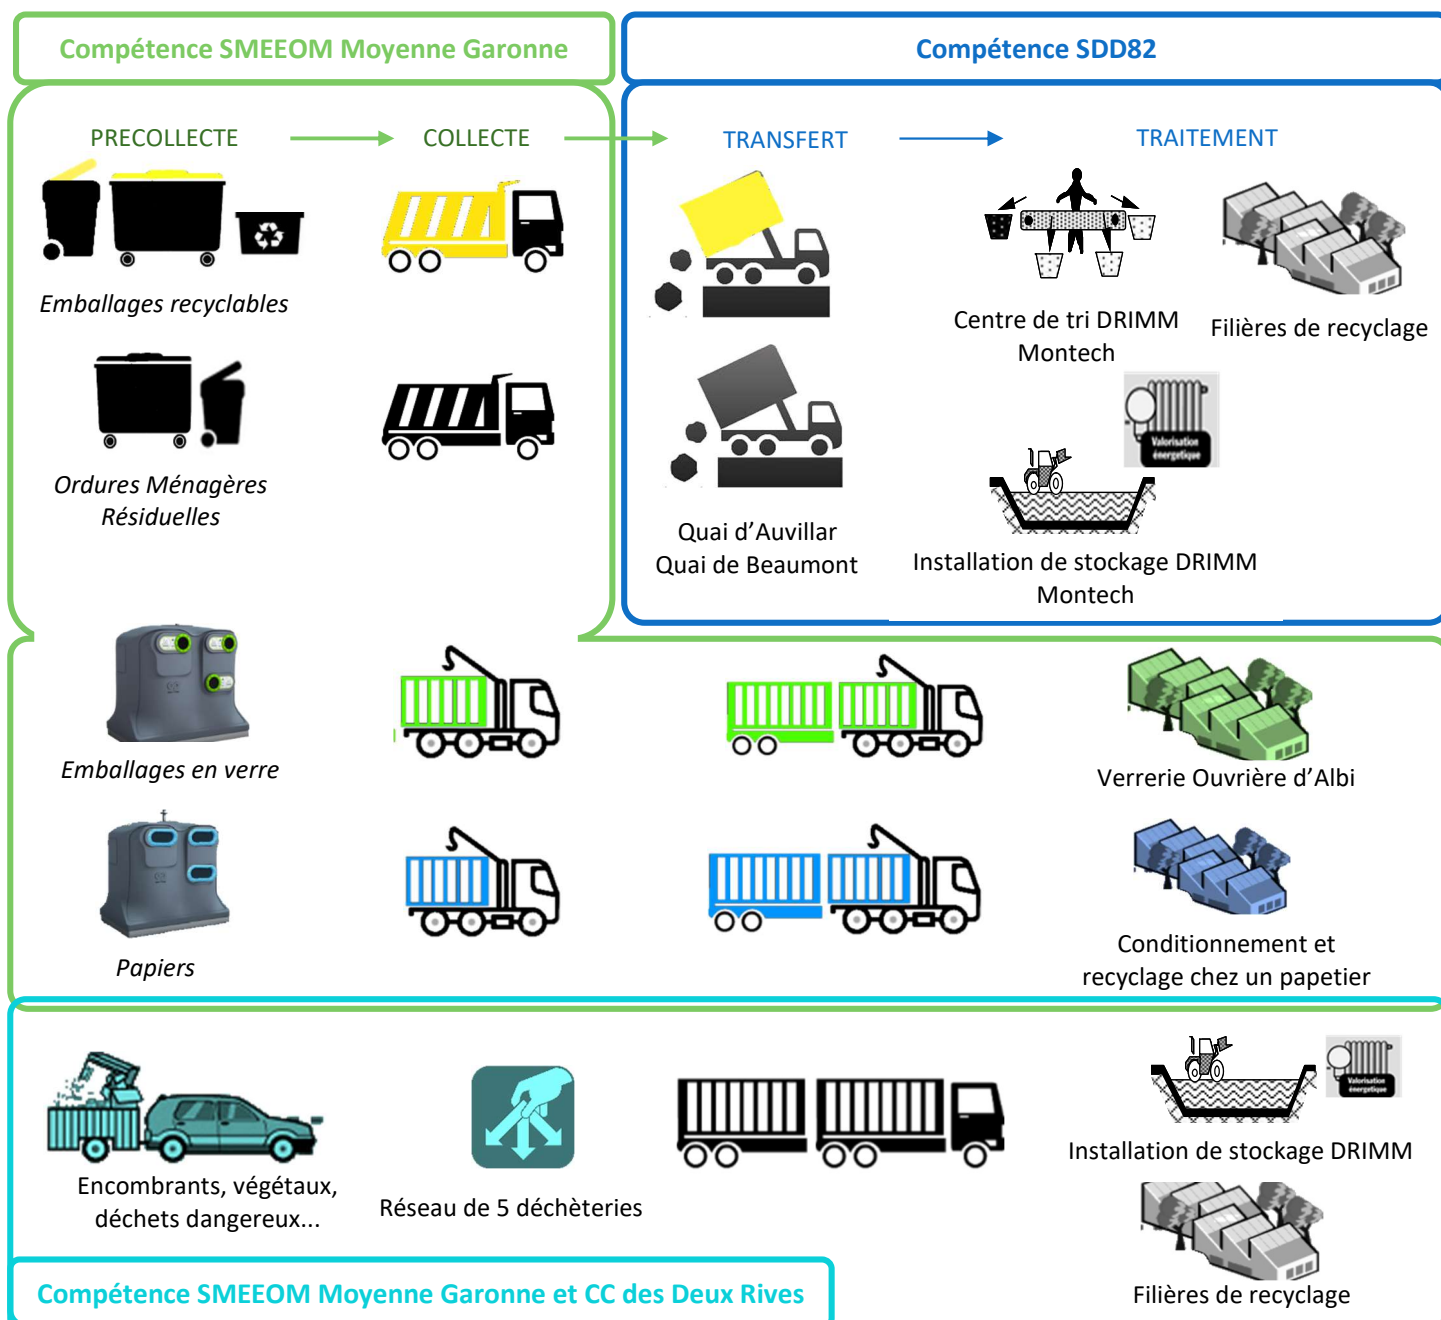 Compétence SMEEOM Moyenne Garonne
Compétence SDD82
PRECOLLECTE
COLLECTE
TRANSFERT
TRAITEMENT
Emballages recyclables
Centre de tri DRIMM
Montech
Filières de recyclage
Ordures Ménagères
Résiduelles
Quai d’Auvillar
Quai de Beaumont
Valorisation
énergetique
Installation de stockage DRIMM
Montech
Emballages en verre
Verrerie Ouvrière d’Albi
Papiers
Conditionnement et
recyclage chez un papetier
Encombrants, végétaux,
déchets dangereux...
Réseau de 5 déchèteries
Valorisation
énergetique
Installation de stockage DRIMM
Filières de recyclage
Compétence SMEEOM Moyenne Garonne et CC des Deux Rives